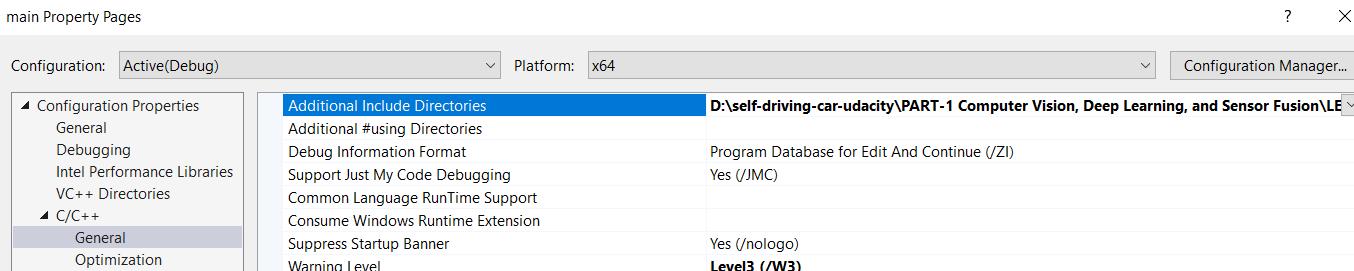 main Property Pages
Configuration: Active(Debug) Platform: x64 Configuration Manager...
Configuration Properties
General
Debugging
Intel Performance Libraries
VC++ Directories
C/C++
General
Optimization
Additional Include Directories D:\self-driving-car-udacity\PART-1 Computer Vision, Deep Learning, and Sensor Fusion\LE
Additional #using Directories
Debug Information Format Program Database for Edit And Continue (/ZI)
Support Just My Code Debugging Yes (/JMC)
Common Language RunTime Support
Consume Windows Runtime Extension
Suppress Startup Banner Yes (/nologo)
Warning Level Level3 (/W3)